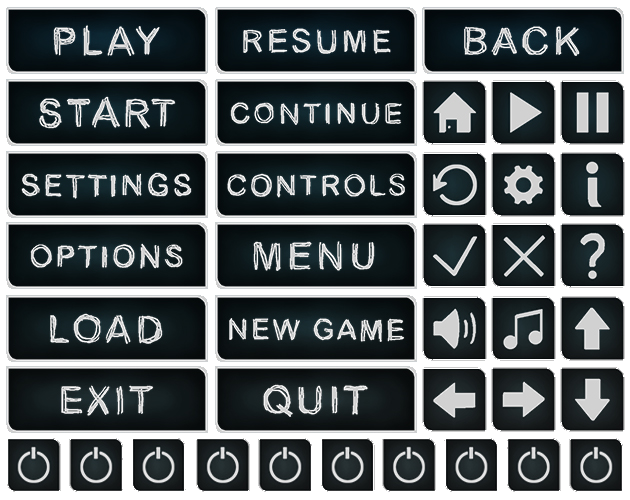 PLAY
RESUME
BACK
START
CONTINUE
SETTINGS
CONTROLS
i
OPTIONS
MENU
?
LOAD
NEW GAME
EXIT
QUIT